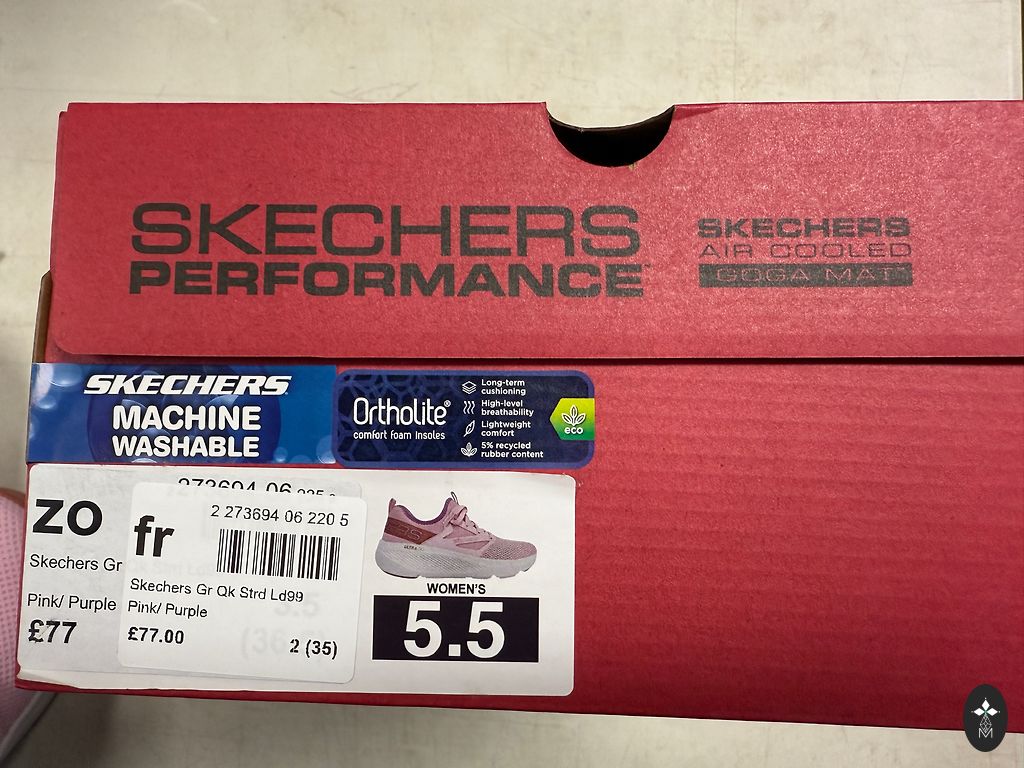 SKECHERS
PERFORMANCE
SKECHERS
AIR COOLED
GOGA MAT
SKECHERS
MACHINE
WASHABLE
OrthoLite®
comfort foam insoles
Long-term
cushioning
High-level
breathability
Lightweight
comfort
5% recycled
rubber content
eco
273694 06
zo
Skechers Gr
Pink/ Purple
£77
2 273694 06 220 5
fr
Skechers Gr Qk Strd Ld99
Pink/ Purple
£77.00
2 (35)
WOMEN'S
5.5
M